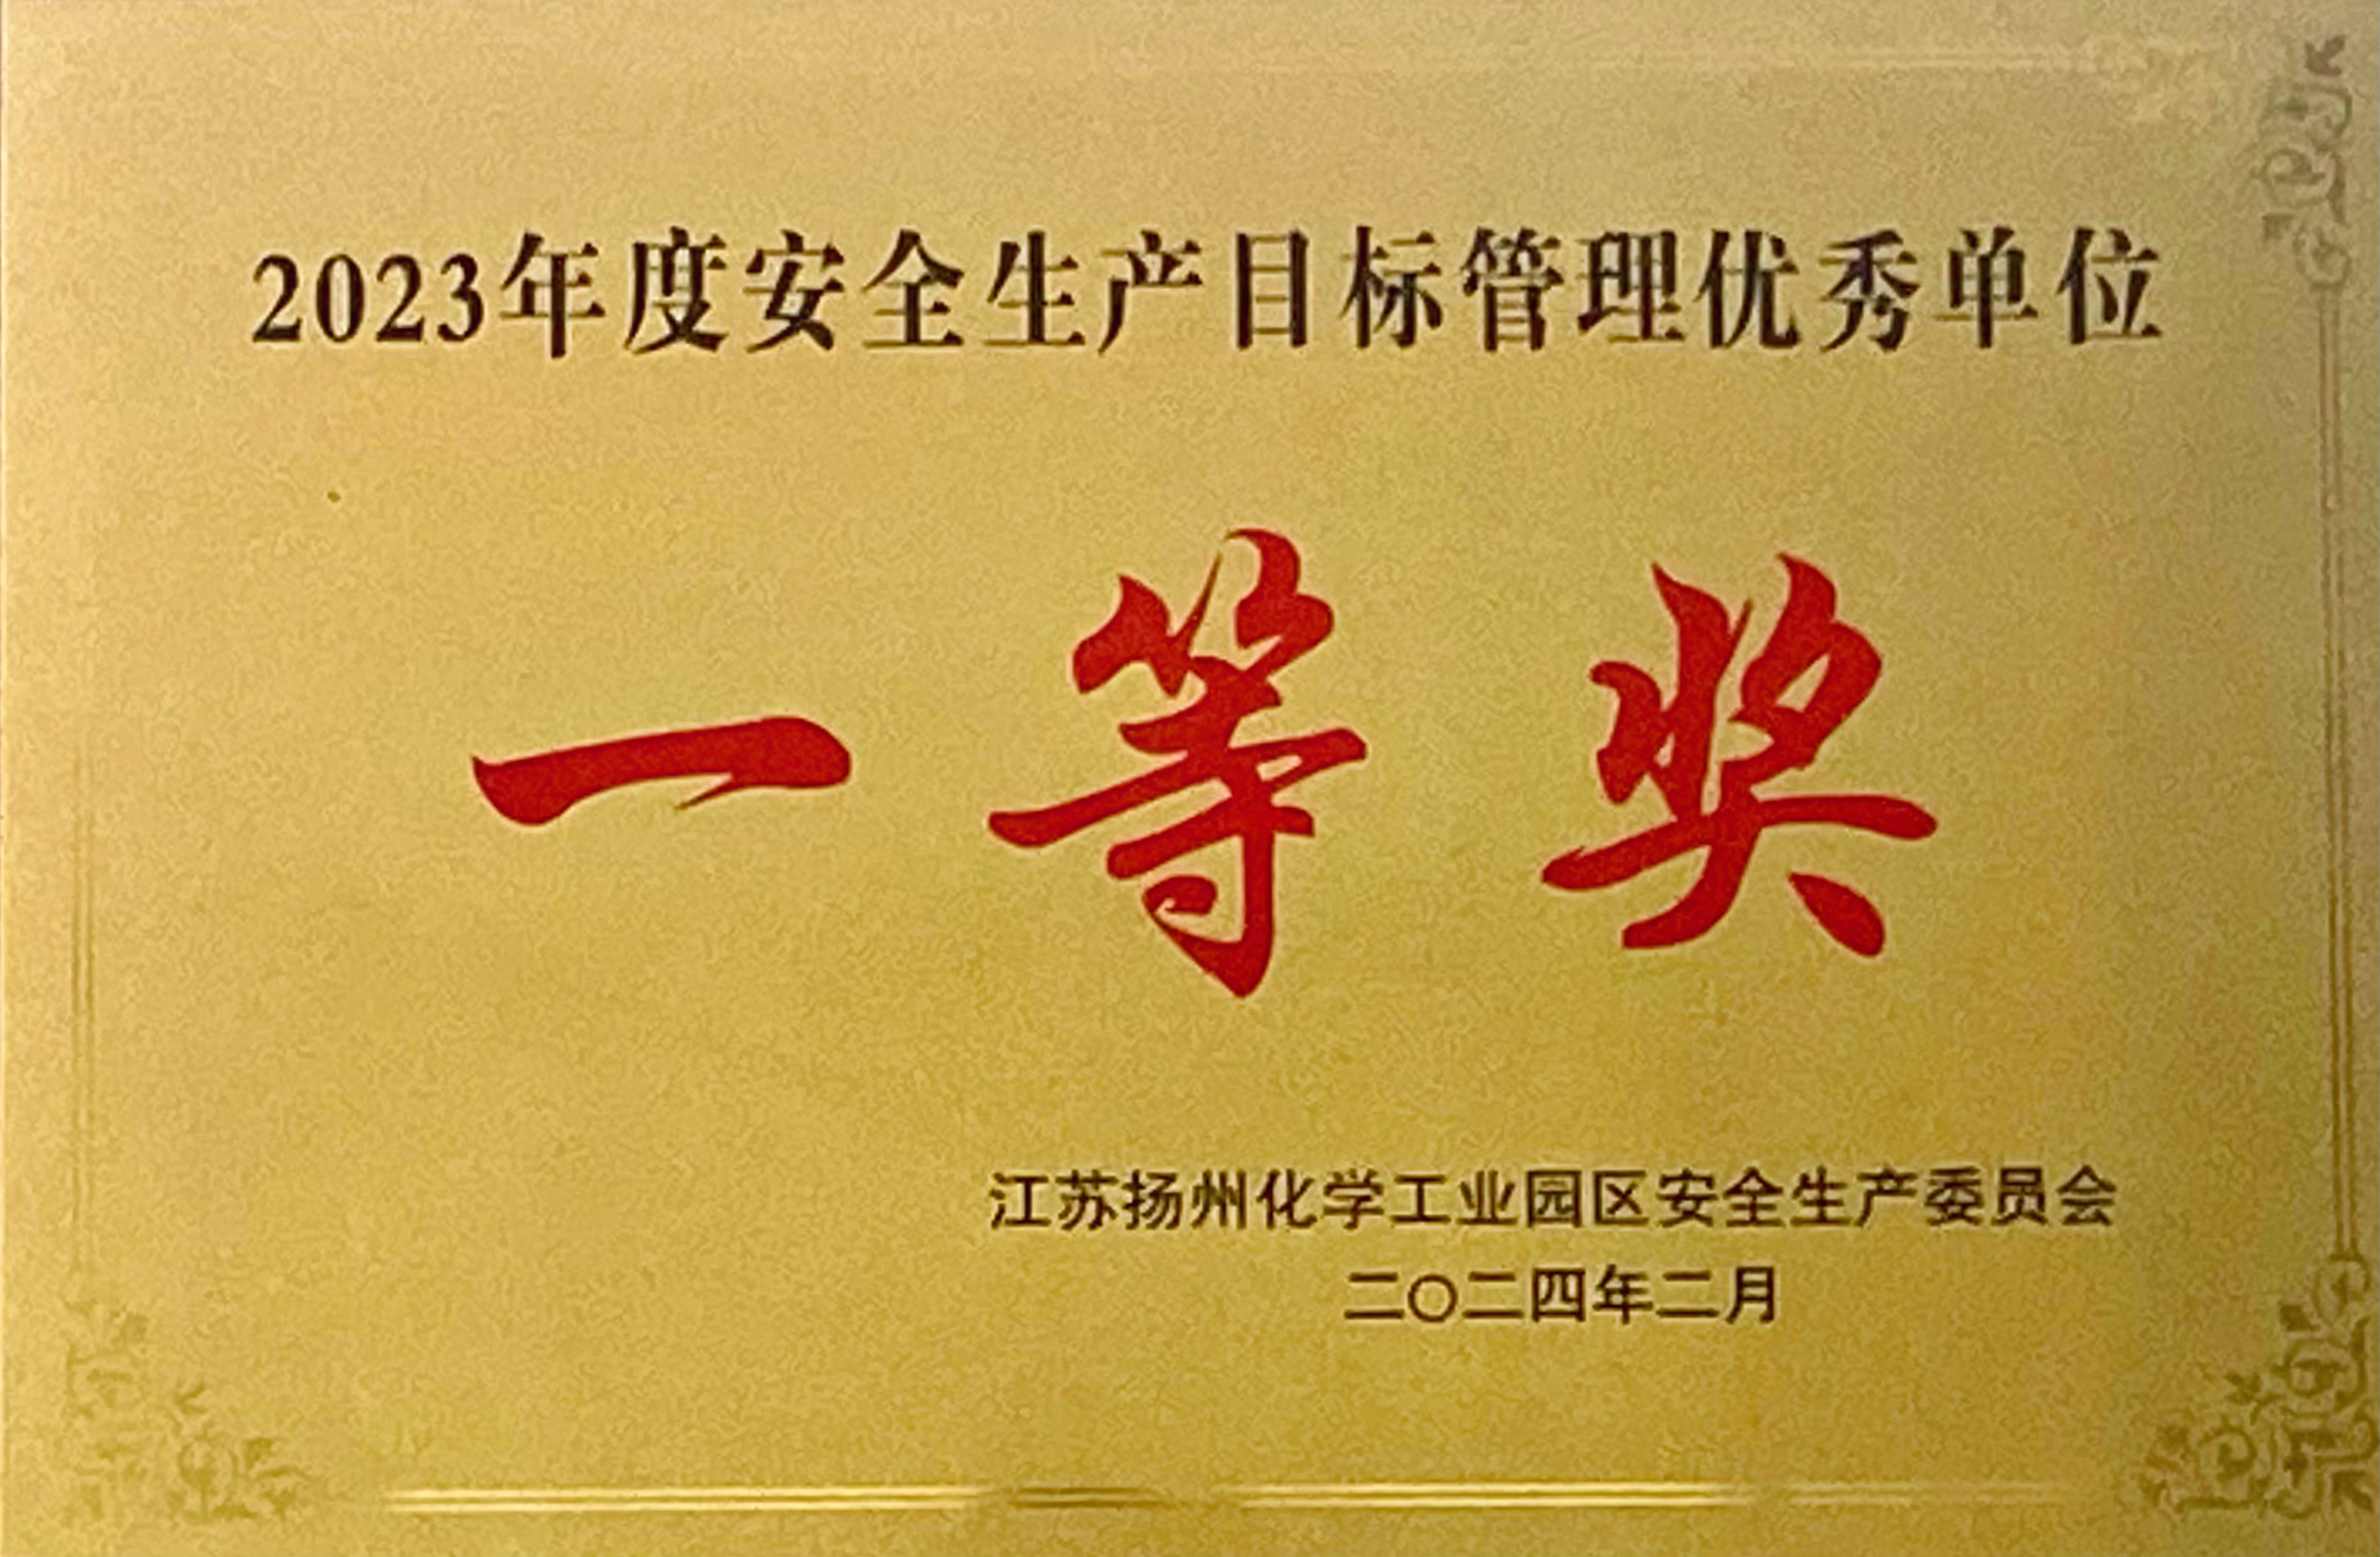 2023年度安全生产目标管理优秀单位
一等奖
江苏扬州化学工业园区安全生产委员会
二〇二四年二月